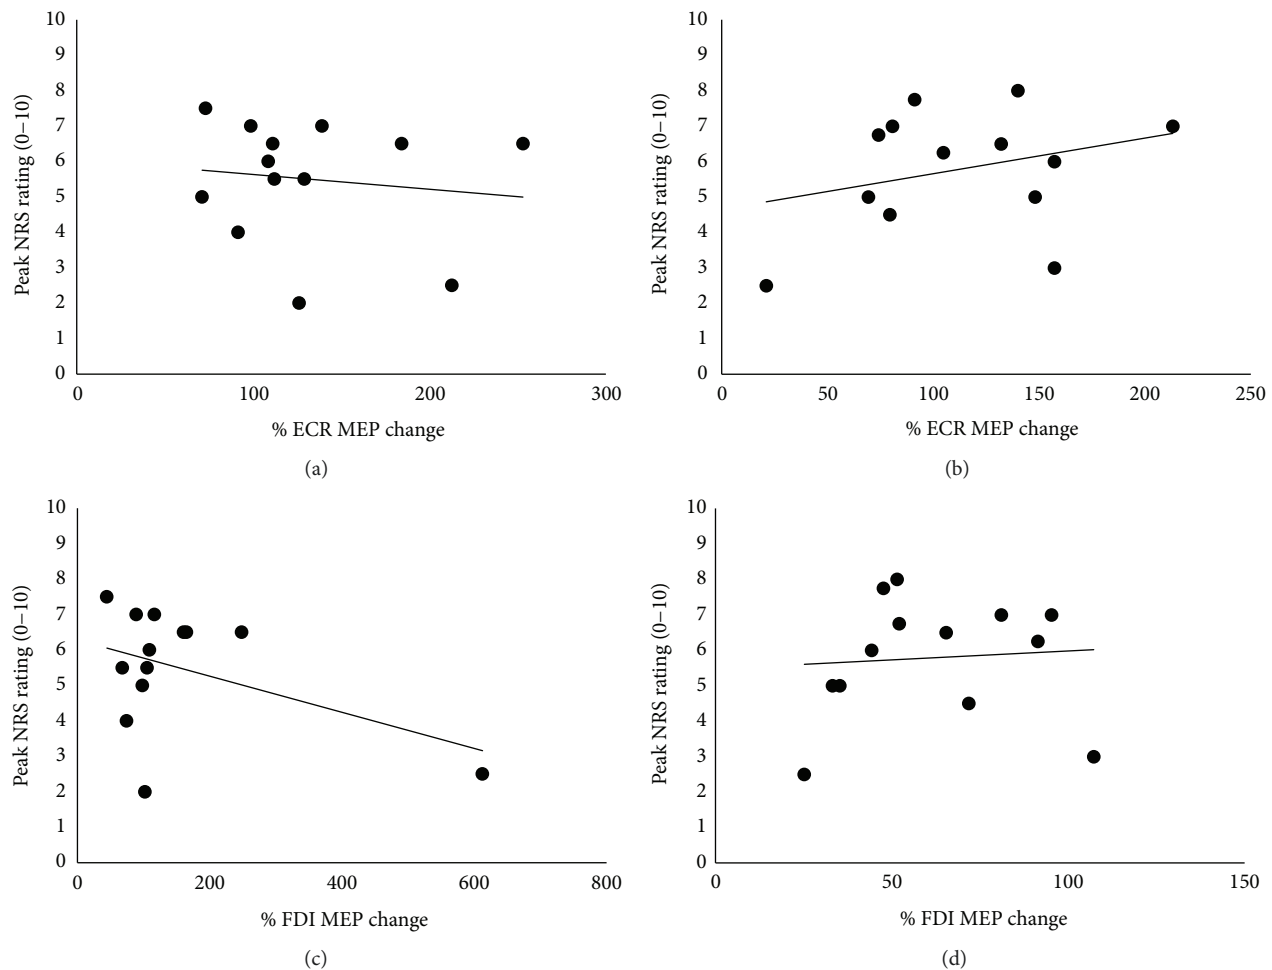 10
9
8
7
6
5
4
3
2
1
0
Peak NRS rating (0–10)
0 100 200 300
% ECR MEP change
(a)
10
9
8
7
6
5
4
3
2
1
0
Peak NRS rating (0–10)
0 50 100 150 200 250
% ECR MEP change
(b)
10
9
8
7
6
5
4
3
2
1
0
Peak NRS rating (0–10)
0 200 400 600 800
% FDI MEP change
(c)
10
9
8
7
6
5
4
3
2
1
0
Peak NRS rating (0–10)
0 50 100 150
% FDI MEP change
(d)